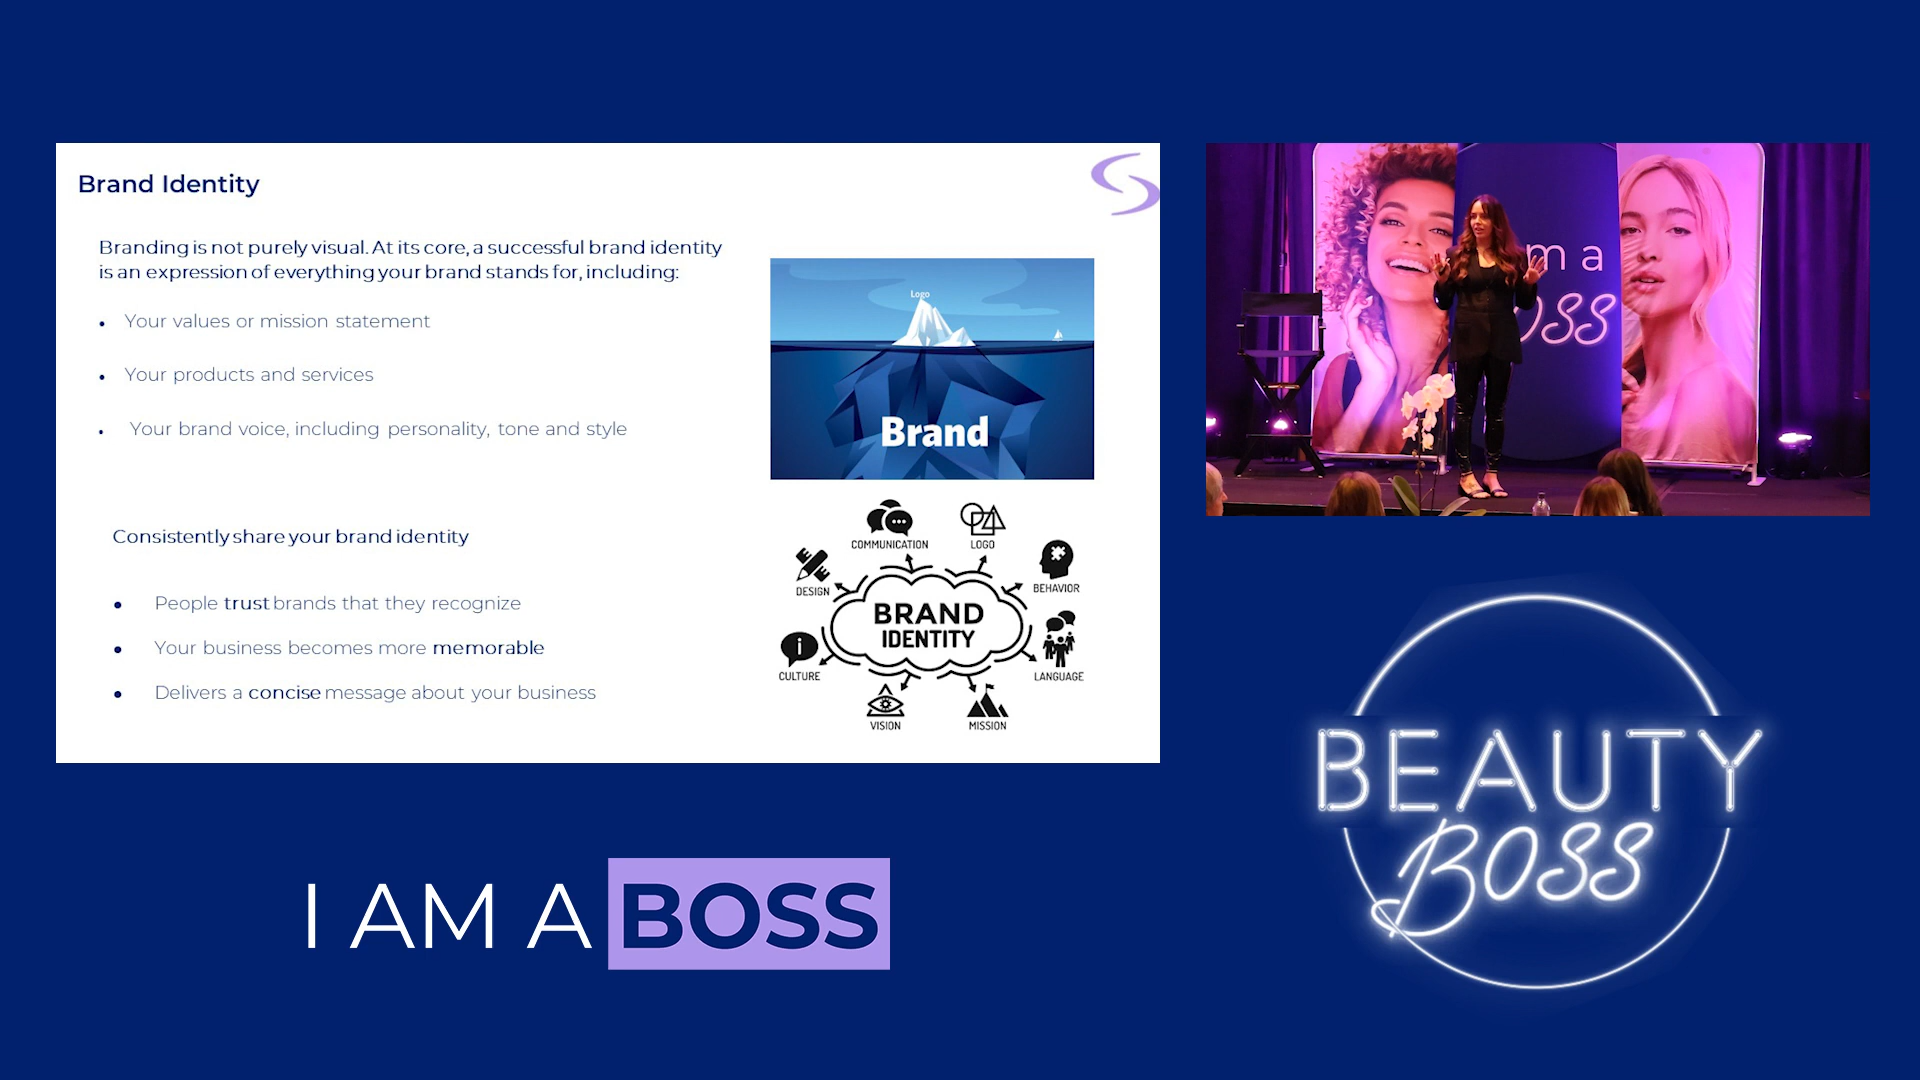 Brand Identity
Branding is not purely visual. At its core, a successful brand identity
is an expression of everything your brand stands for, including:
• Your values or mission statement
• Your products and services
• Your brand voice, including personality, tone and style
Logo
Brand
Consistently share your brand identity
• People trust brands that they recognize
• Your business becomes more memorable
• Delivers a concise message about your business
COMMUNICATION
LOGO
DESIGN
BEHAVIOR
BRAND
IDENTITY
CULTURE
LANGUAGE
VISION
MISSION
m a
OSS
BEAUTY
BOSS
I AM A BOSS